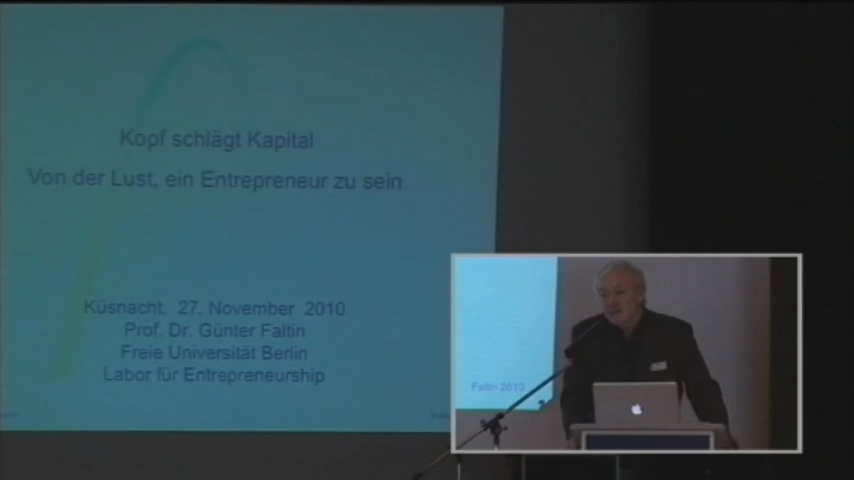 Kopf schlägt Kapital
Von der Lust, ein Entrepreneur zu sein
Küsnacht, 27. November 2010
Prof. Dr. Günter Faltin
Freie Universität Berlin
Labor für Entrepreneurship
Faltin 2010